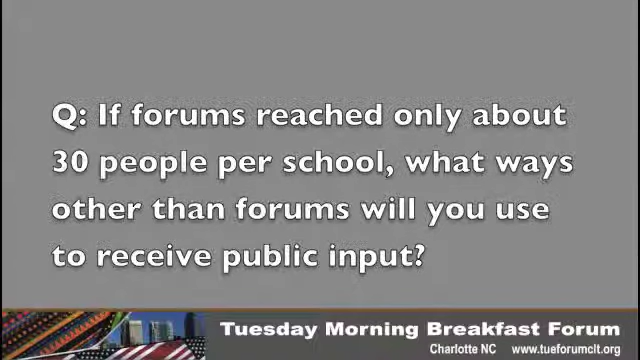 Q: If forums reached only about
30 people per school, what ways
other than forums will you use
to receive public input?
Tuesday Morning Breakfast Forum
Charlotte NC www.tueforumclt.org